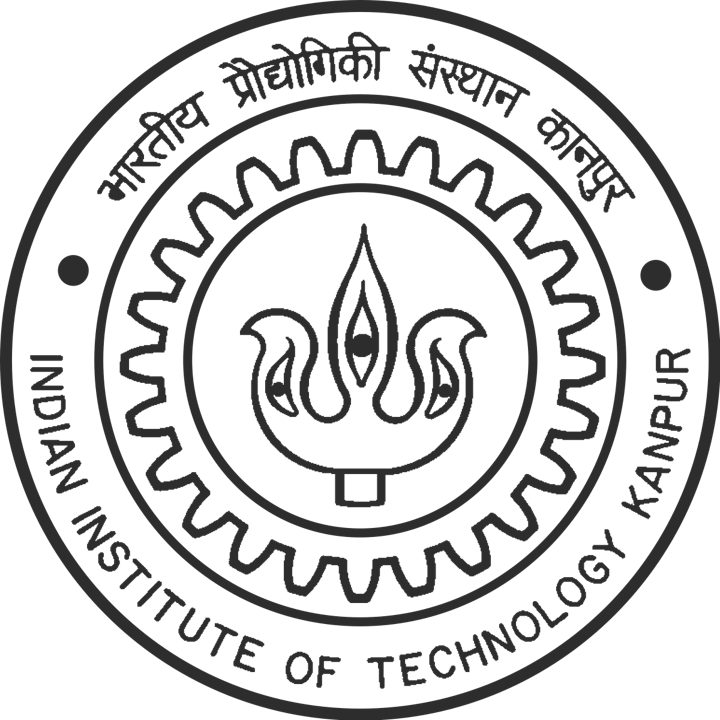 भारतीय प्रौद्योगिकी संस्थान कानपुर
INDIAN INSTITUTE OF TECHNOLOGY KANPUR